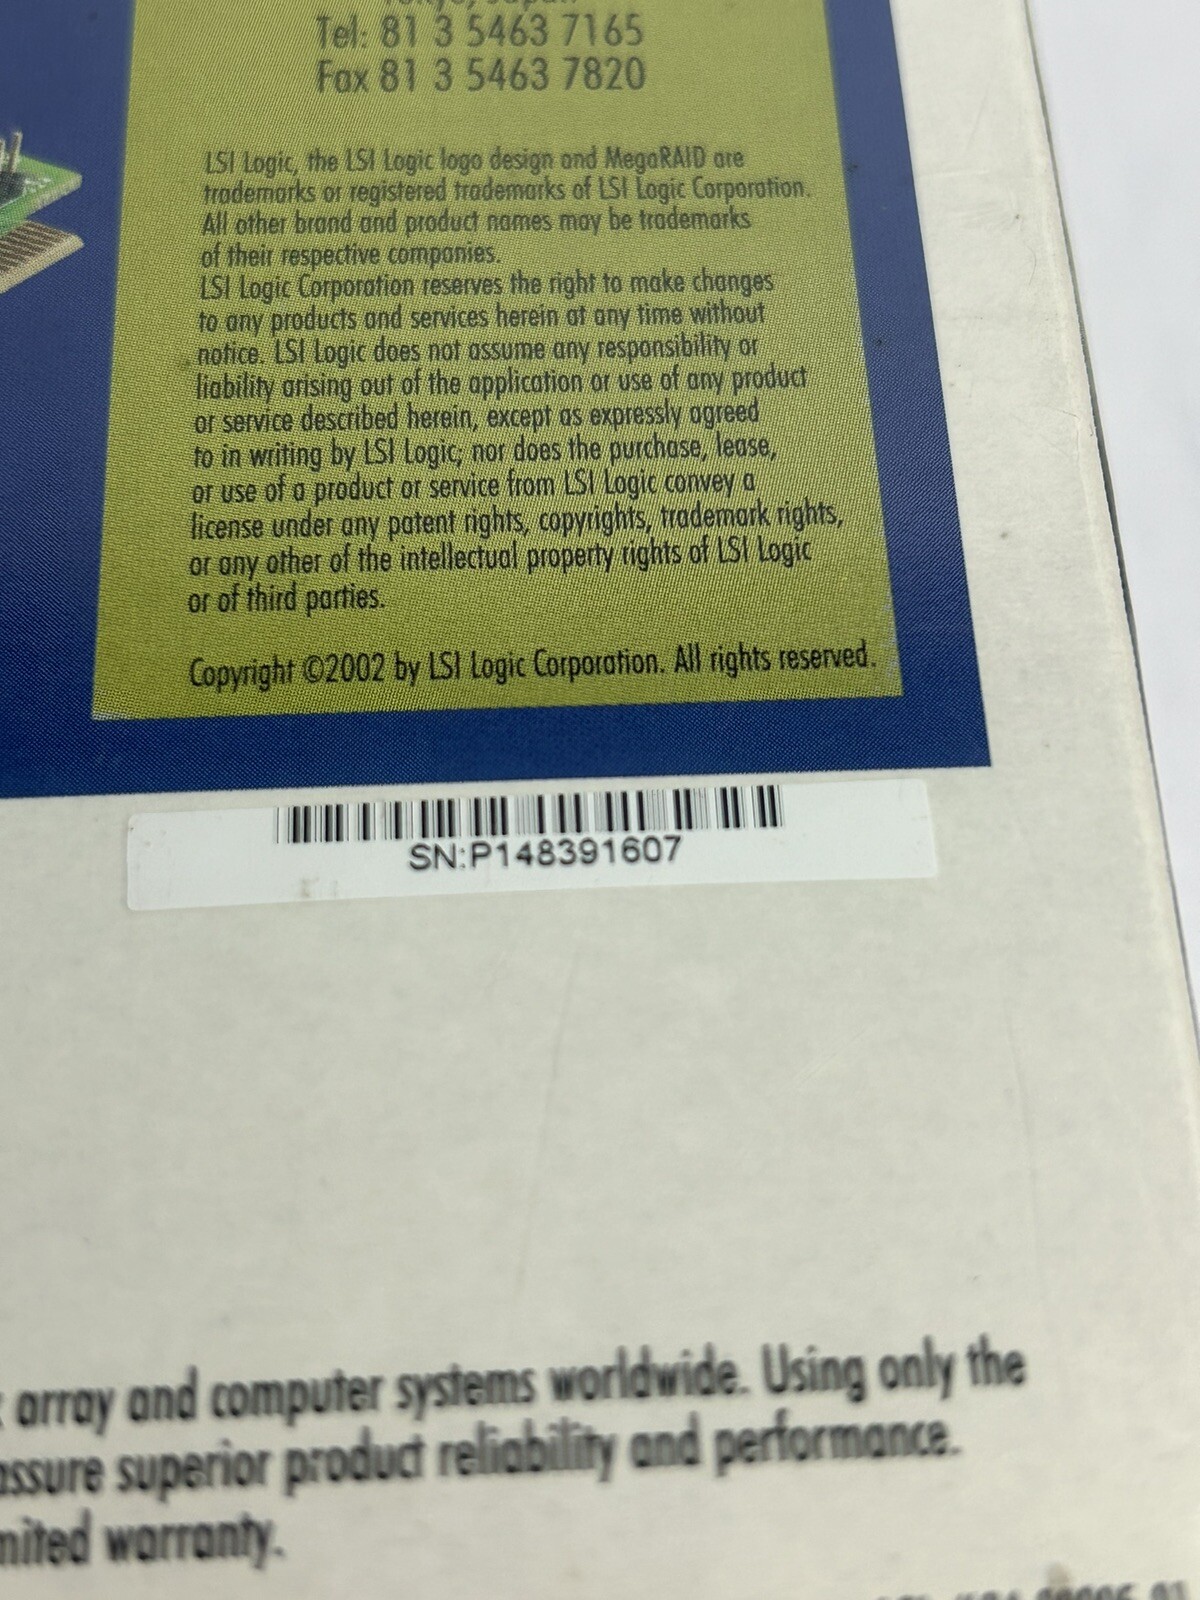 Tokyo, Japan
Tel: 81 3 5463 7165
Fax 81 3 5463 7820
LSI Logic, the LSI Logic logo design and MegaRAID are
trademarks or registered trademarks of LSI Logic Corporation.
All other brand and product names may be trademarks
of their respective companies.
LSI Logic Corporation reserves the right to make changes
to any products and services herein at any time without
notice. LSI Logic does not assume any responsibility or
liability arising out of the application or use of any product
or service described herein, except as expressly agreed
to in writing by LSI Logic; nor does the purchase, lease,
or use of a product or service from LSI Logic convey a
license under any patent rights, copyrights, trademark rights,
or any other of the intellectual property rights of LSI Logic
or of third parties.
Copyright ©2002 by LSI Logic Corporation. All rights reserved.
SN:P148391607
array and computer systems worldwide. Using only the
assure superior product reliability and performance.
mited warranty.